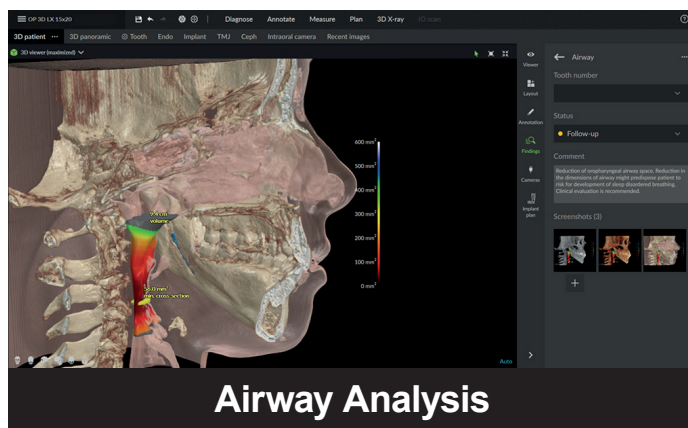 OP 3D LX 15x20
Diagnose Annotate Measure Plan 3D X-ray IO scan
3D patient ··· 3D panoramic Tooth Endo Implant TMJ Ceph Intraoral camera Recent images
3D viewer (maximized)
600 mm²
500 mm²
400 mm²
300 mm²
200 mm²
100 mm²
0 mm²
volume
min. cross section
Auto
Viewer
Layout
Annotation
Findings
Cameras
Implant
plan
Airway
Tooth number
Status
Follow-up
Comment
Reduction of oropharyngeal airway space. Reduction in
the dimensions of airway might predispose patient to
risk for development of sleep disordered breathing.
Clinical evaluation is recommended.
Screenshots (3)
Airway Analysis